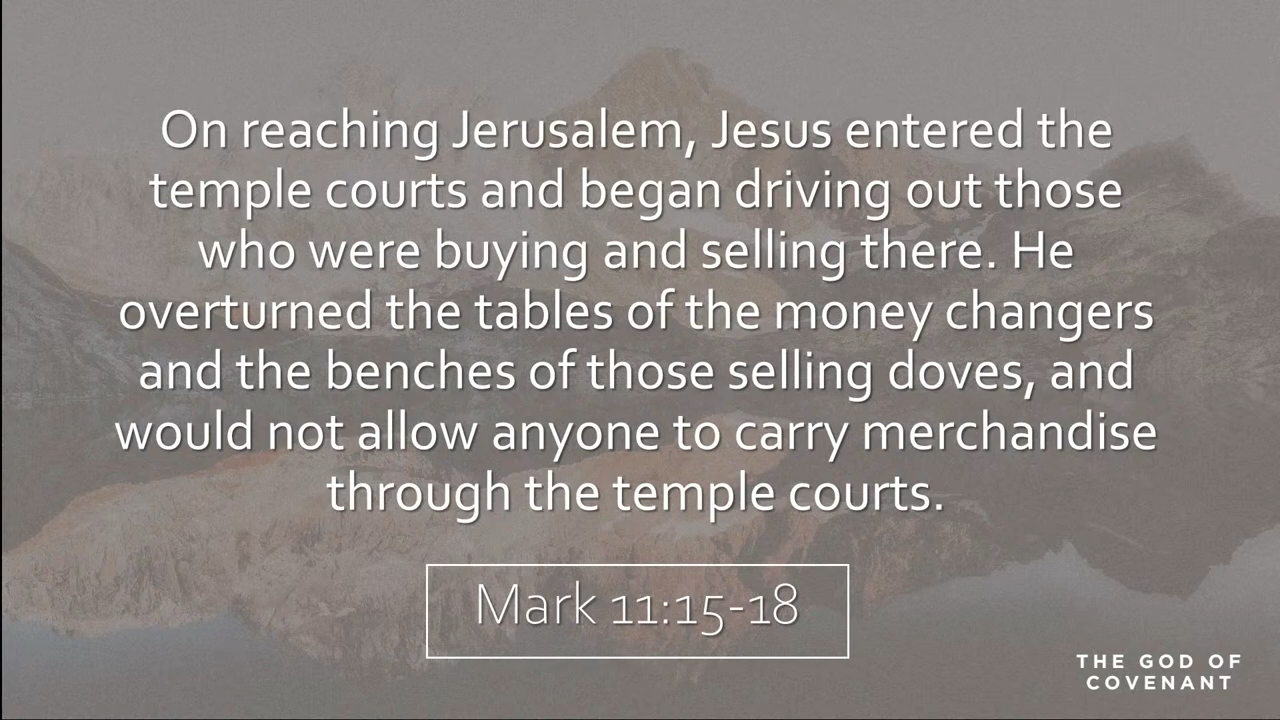 On reaching Jerusalem, Jesus entered the
temple courts and began driving out those
who were buying and selling there. He
overturned the tables of the money changers
and the benches of those selling doves, and
would not allow anyone to carry merchandise
through the temple courts.
Mark 11:15-18
THE GOD OF
COVENANT